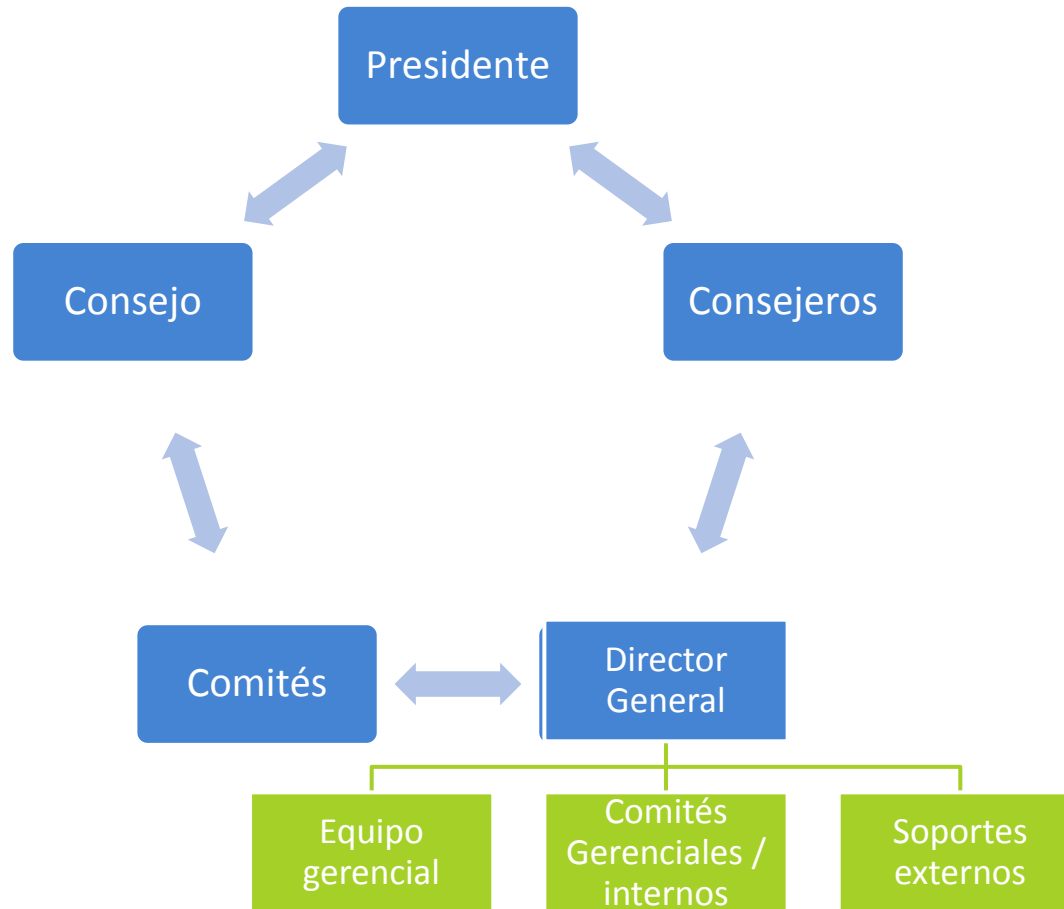 Presidente
Consejo
Consejeros
Comités
Director
General
Equipo
gerencial
Comités
Gerenciales /
internos
Soportes
externos